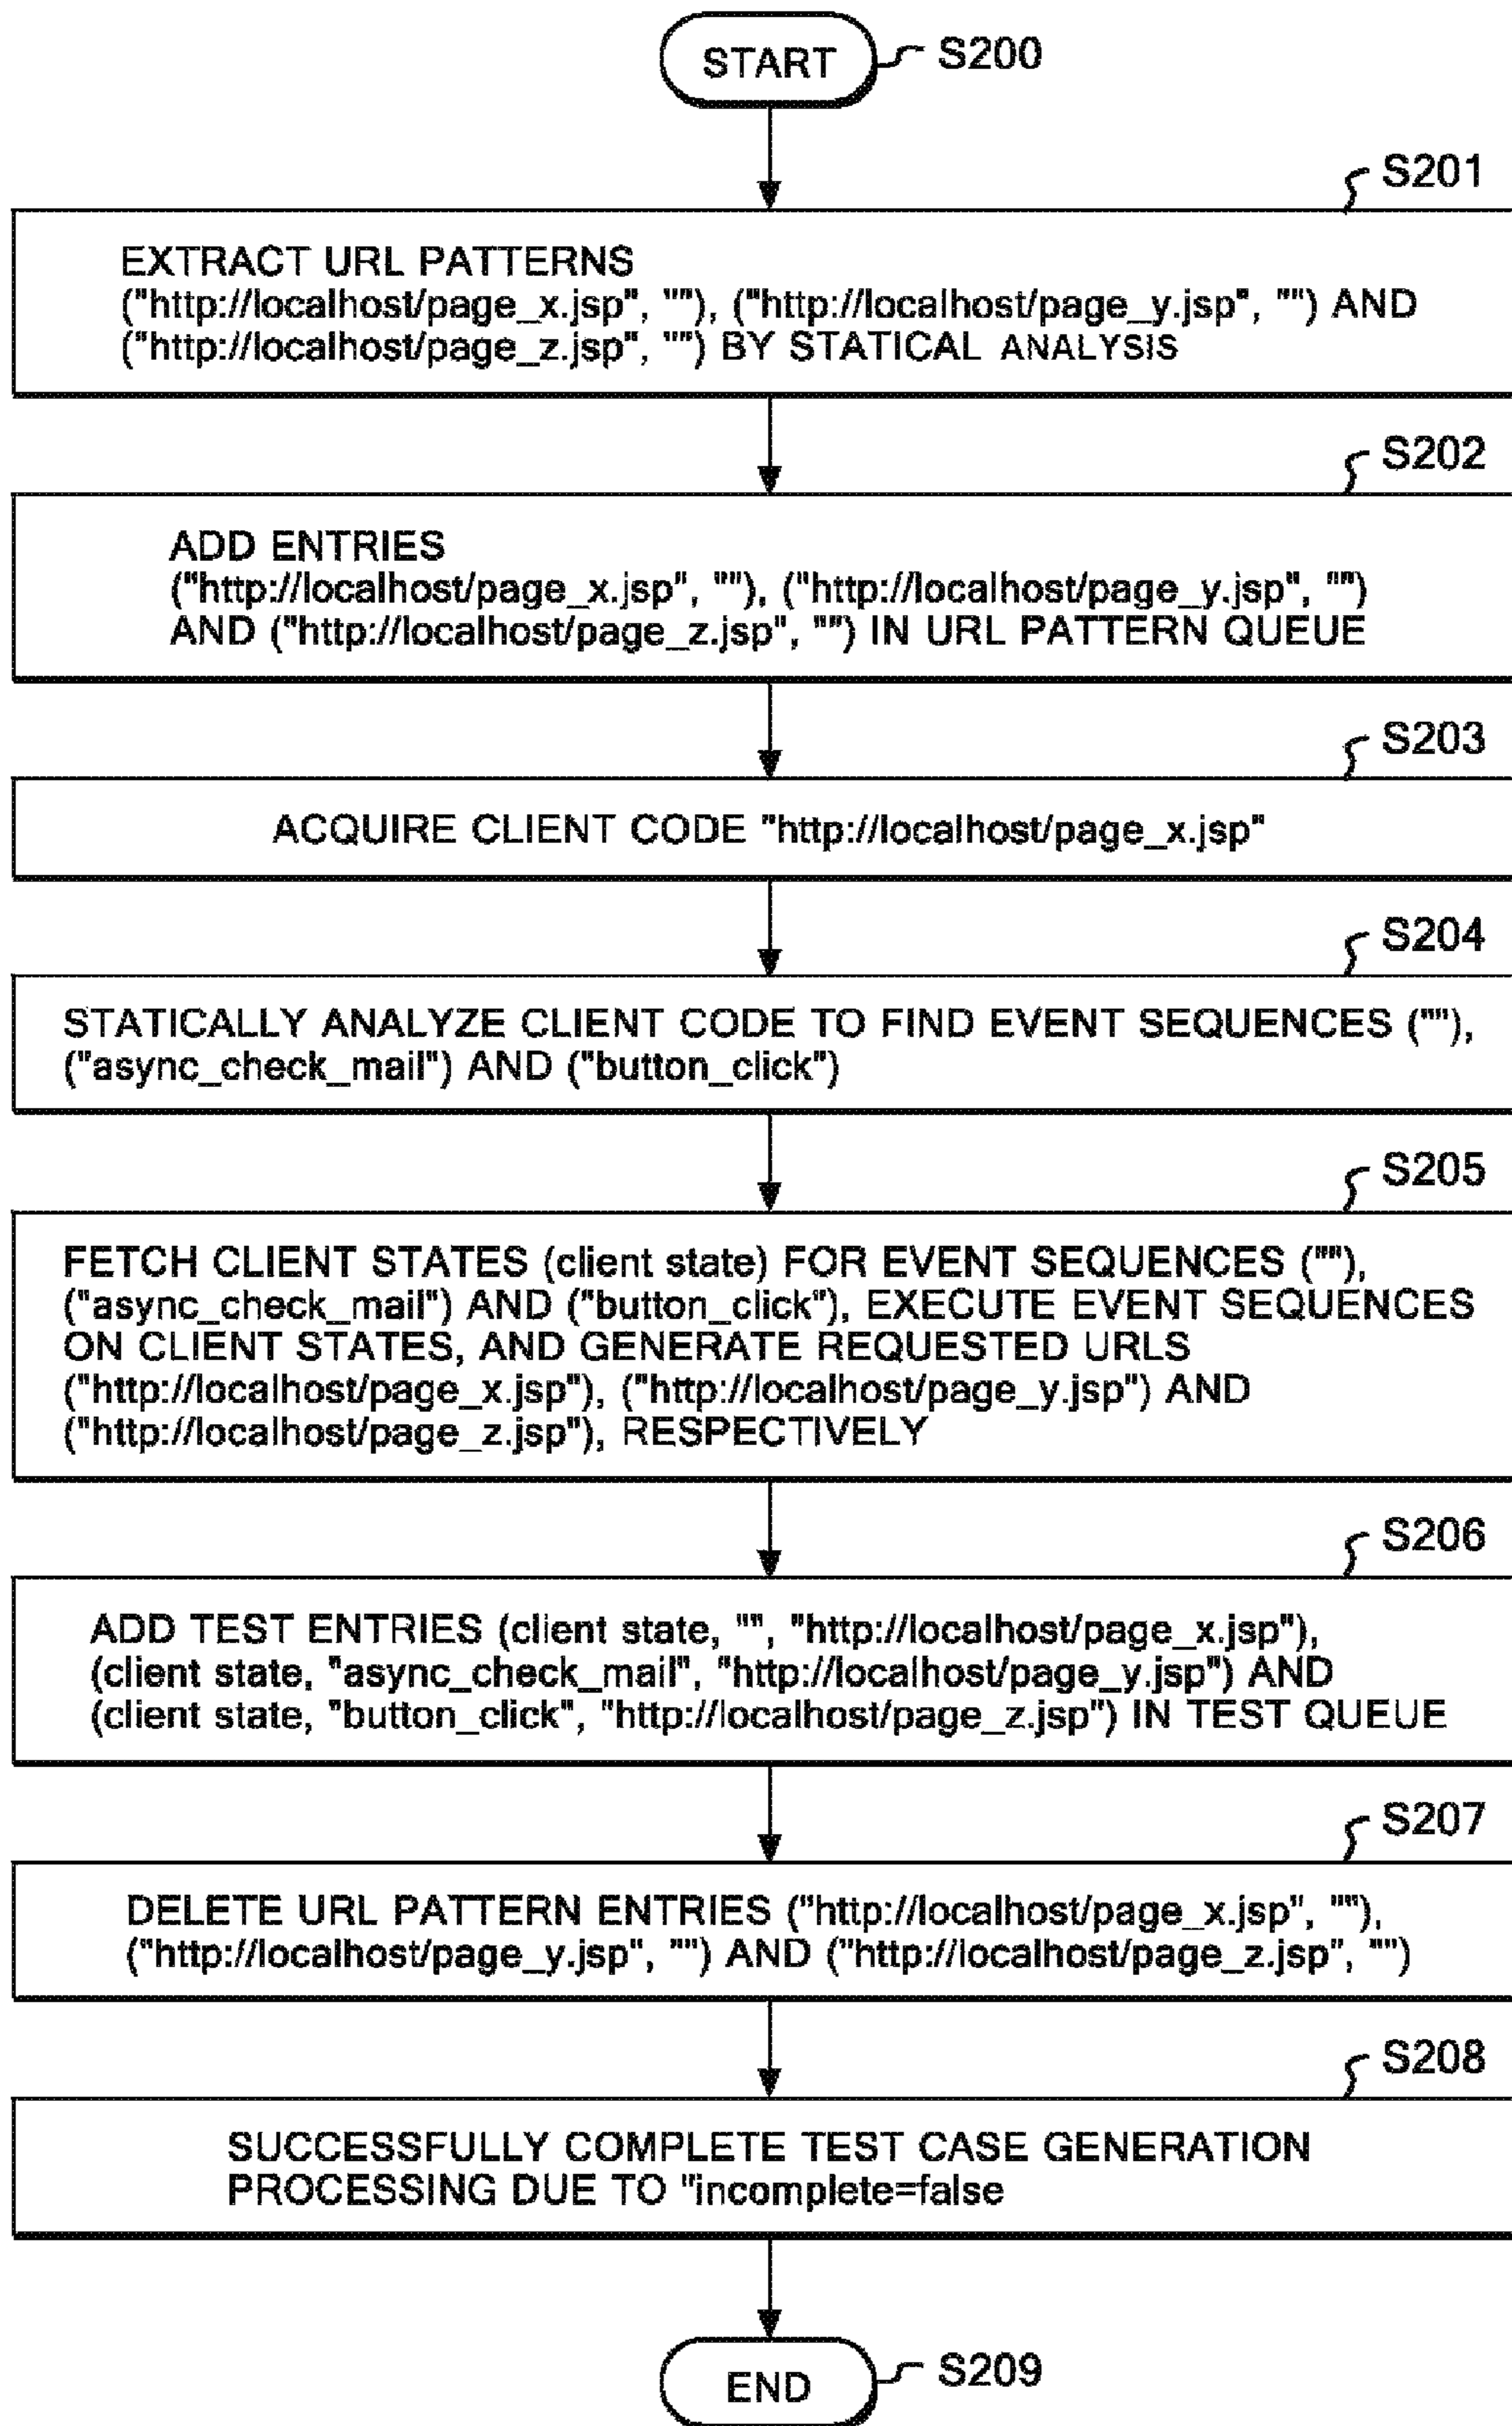 START
S200
S201
EXTRACT URL PATTERNS
("http://localhost/page_x.jsp", ""), ("http://localhost/page_y.jsp", "") AND
("http://localhost/page_z.jsp", "") BY STATICAL ANALYSIS
S202
ADD ENTRIES
("http://localhost/page_x.jsp", ""), ("http://localhost/page_y.jsp", "")
AND ("http://localhost/page_z.jsp", "") IN URL PATTERN QUEUE
S203
ACQUIRE CLIENT CODE "http://localhost/page_x.jsp"
S204
STATICALLY ANALYZE CLIENT CODE TO FIND EVENT SEQUENCES (""),
("async_check_mail") AND ("button_click")
S205
FETCH CLIENT STATES (client state) FOR EVENT SEQUENCES (""),
("async_check_mail") AND ("button_click"), EXECUTE EVENT SEQUENCES
ON CLIENT STATES, AND GENERATE REQUESTED URLS
("http://localhost/page_x.jsp"), ("http://localhost/page_y.jsp") AND
("http://localhost/page_z.jsp"), RESPECTIVELY
S206
ADD TEST ENTRIES (client state, "", "http://localhost/page_x.jsp"),
(client state, "async_check_mail", "http://localhost/page_y.jsp") AND
(client state, "button_click", "http://localhost/page_z.jsp") IN TEST QUEUE
S207
DELETE URL PATTERN ENTRIES ("http://localhost/page_x.jsp", ""),
("http://localhost/page_y.jsp", "") AND ("http://localhost/page_z.jsp", "")
S208
SUCCESSFULLY COMPLETE TEST CASE GENERATION
PROCESSING DUE TO "incomplete=false
END
S209